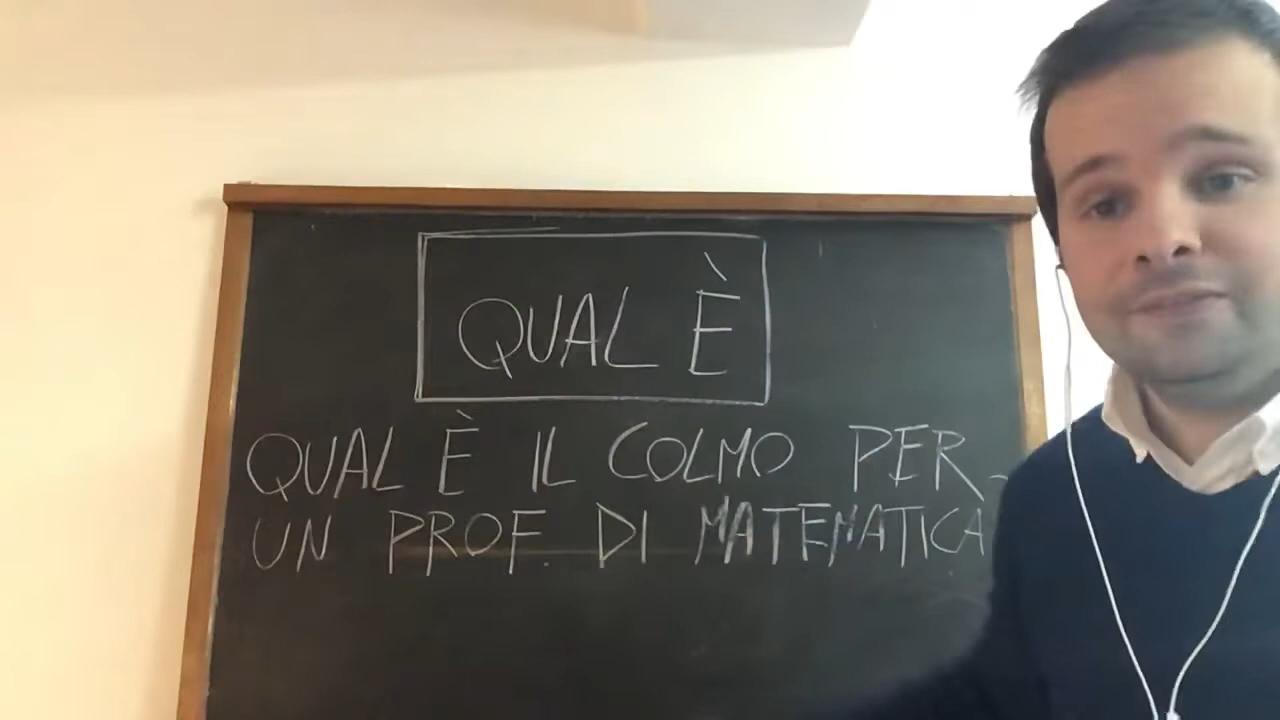 QUAL È
QUAL È IL COLMO PER
UN PROF. DI MATEMATICA